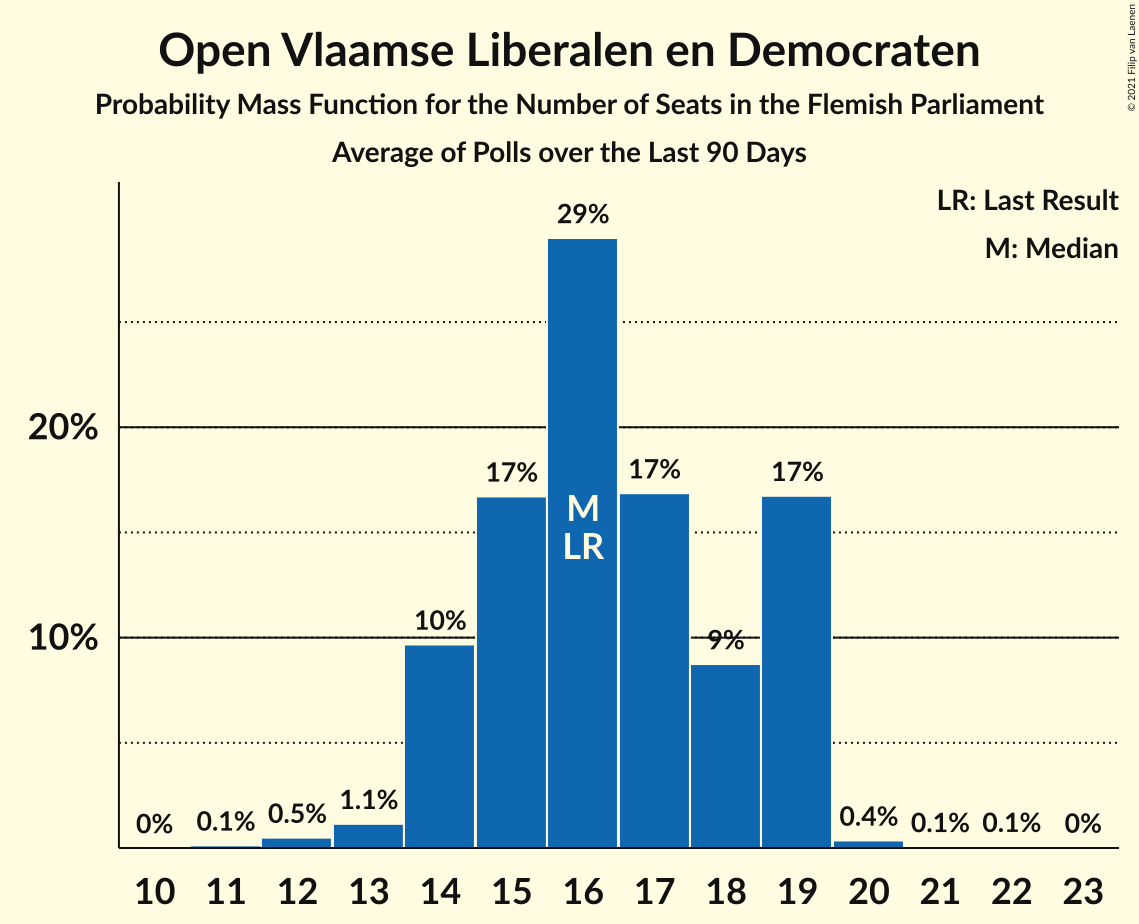 Open Vlaamse Liberalen en Democraten
Probability Mass Function for the Number of Seats in the Flemish Parliament
Average of Polls over the Last 90 Days
© 2021 Filip van Laenen
LR: Last Result
M: Median
20%
10%
0%
0.1%
0.5%
1.1%
10%
17%
29%
17%
9%
17%
0.4%
0.1%
0.1%
0%
M
LR
10 11 12 13 14 15 16 17 18 19 20 21 22 23